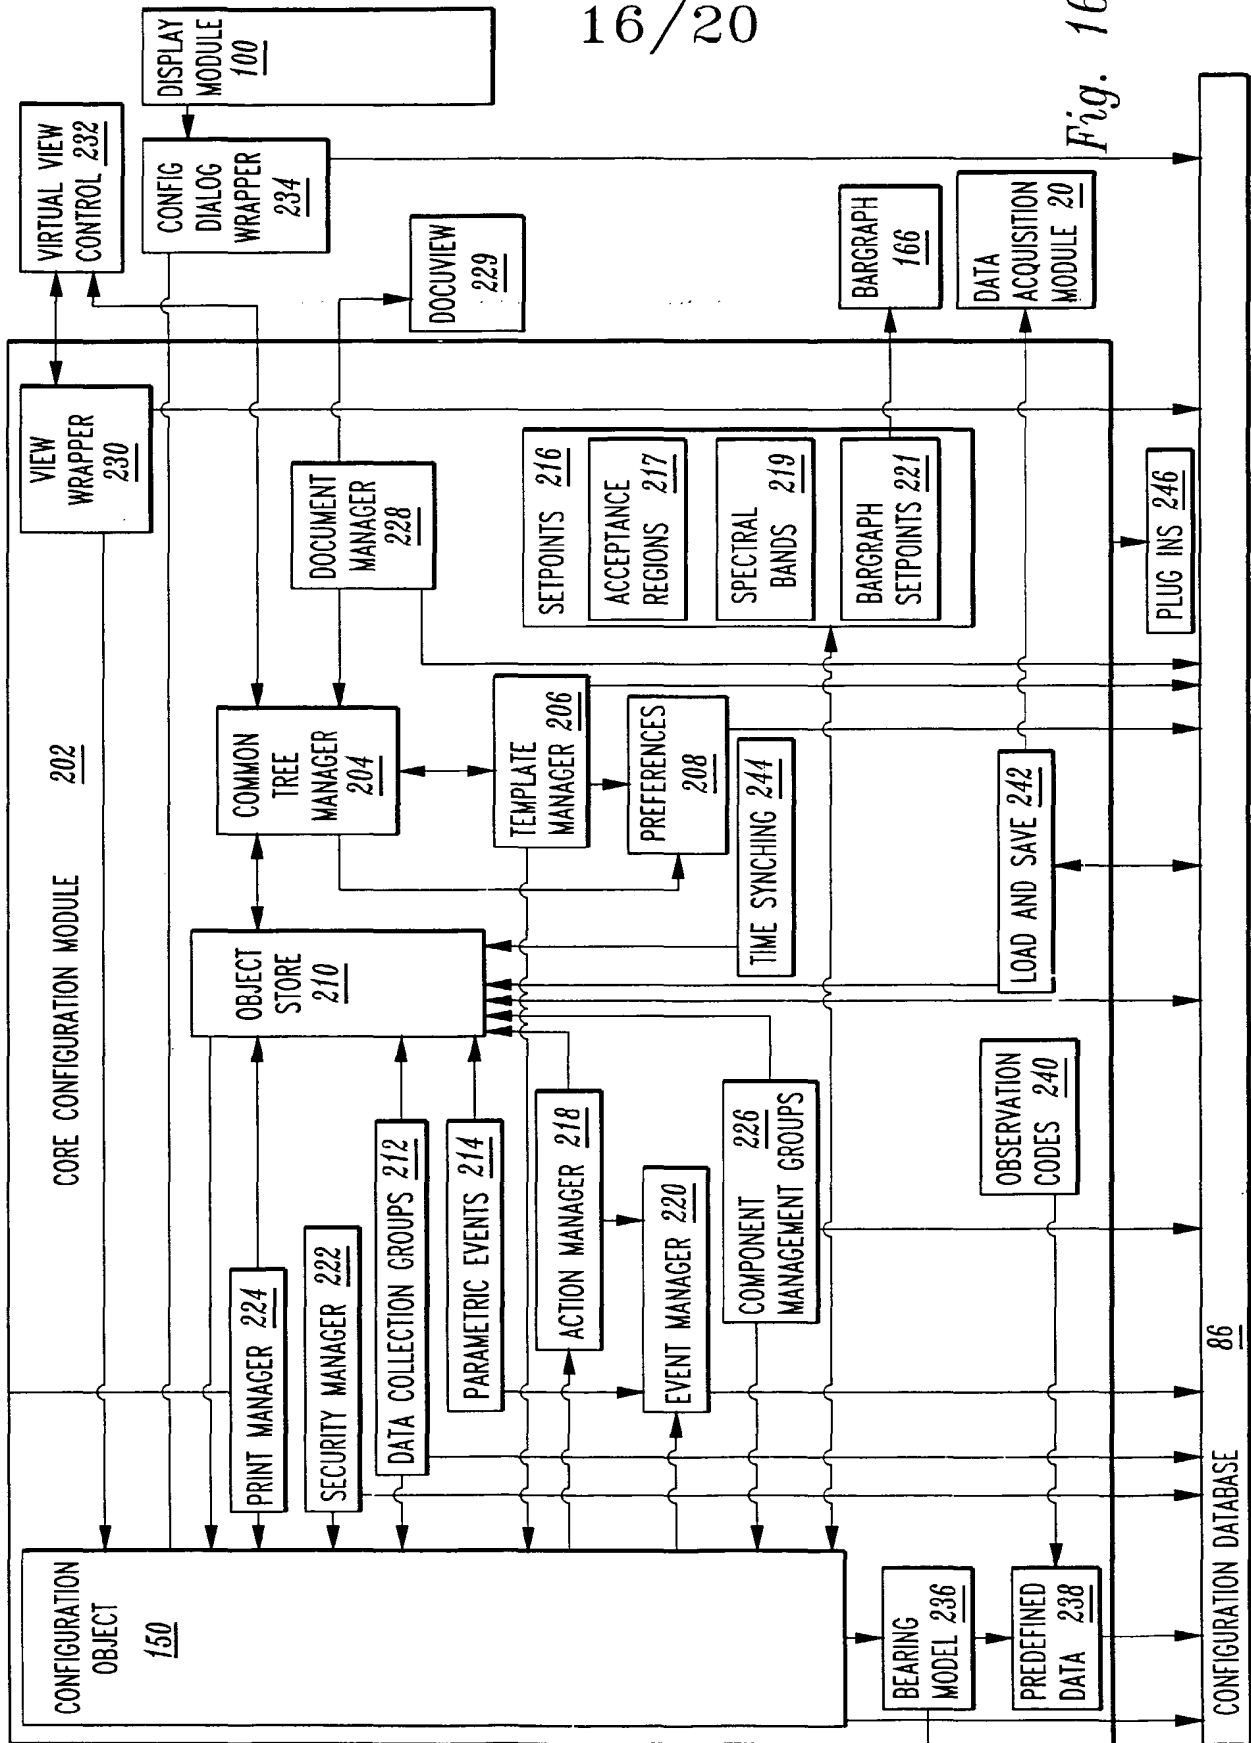 16/20
Fig. 16
DISPLAY
MODULE
100
VIRTUAL VIEW
CONTROL 232
CONFIG
DIALOG
WRAPPER
234
DOCUVIEW
229
BARGRAPH
166
DATA
ACQUISITION
MODULE 20
VIEW
WRAPPER
230
DOCUMENT
MANAGER
228
SETPOINTS 216
ACCEPTANCE
REGIONS 217
SPECTRAL
BANDS 219
BARGRAPH
SETPOINTS 221
PLUG INS 246
CORE CONFIGURATION MODULE
202
COMMON
TREE
MANAGER
204
TEMPLATE
MANAGER 206
PREFERENCES
208
TIME SYNCHING 244
LOAD AND SAVE 242
OBJECT
STORE
210
PRINT MANAGER 224
SECURITY MANAGER 222
DATA COLLECTION GROUPS 212
PARAMETRIC EVENTS 214
ACTION MANAGER 218
EVENT MANAGER 220
COMPONENT 226
MANAGEMENT GROUPS
OBSERVATION
CODES 240
CONFIGURATION
OBJECT
150
BEARING
MODEL 236
PREDEFINED
DATA 238
CONFIGURATION DATABASE
86